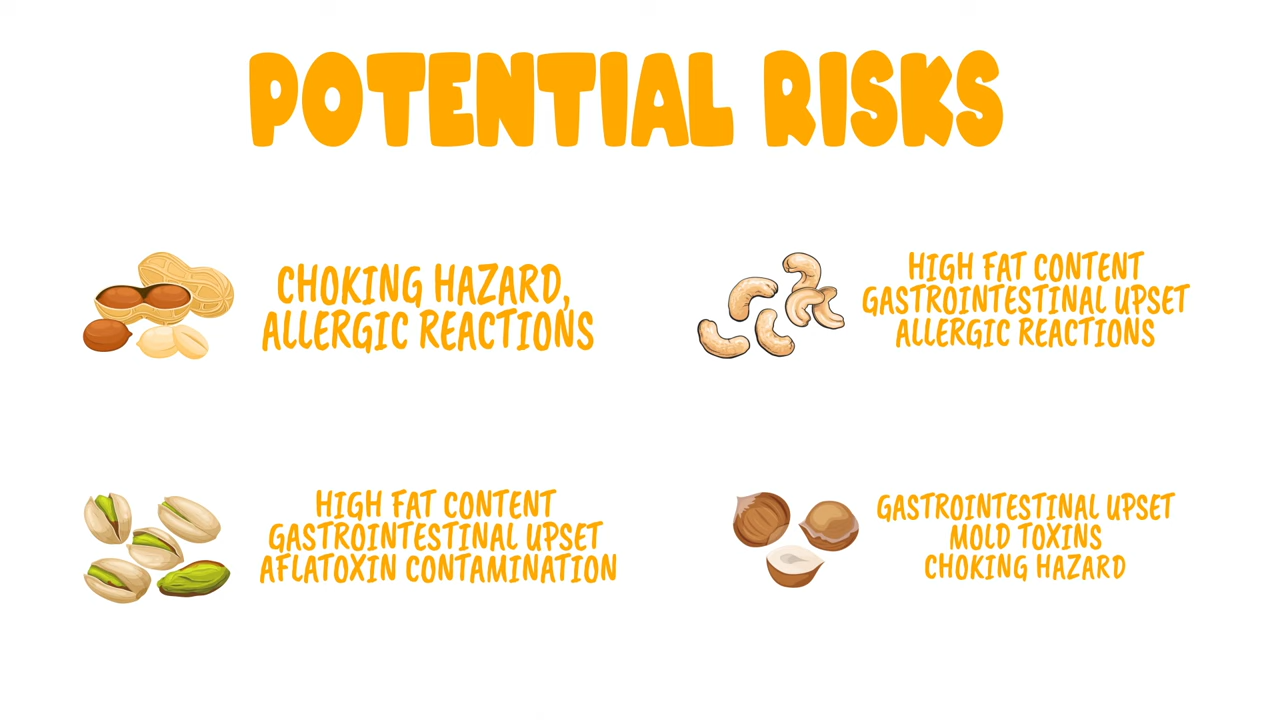 POTENTIAL RISKS
CHOKING HAZARD,
ALLERGIC REACTIONS
HIGH FAT CONTENT
GASTROINTESTINAL UPSET
ALLERGIC REACTIONS
HIGH FAT CONTENT
GASTROINTESTINAL UPSET
AFLATOXIN CONTAMINATION
GASTROINTESTINAL UPSET
MOLD TOXINS
CHOKING HAZARD